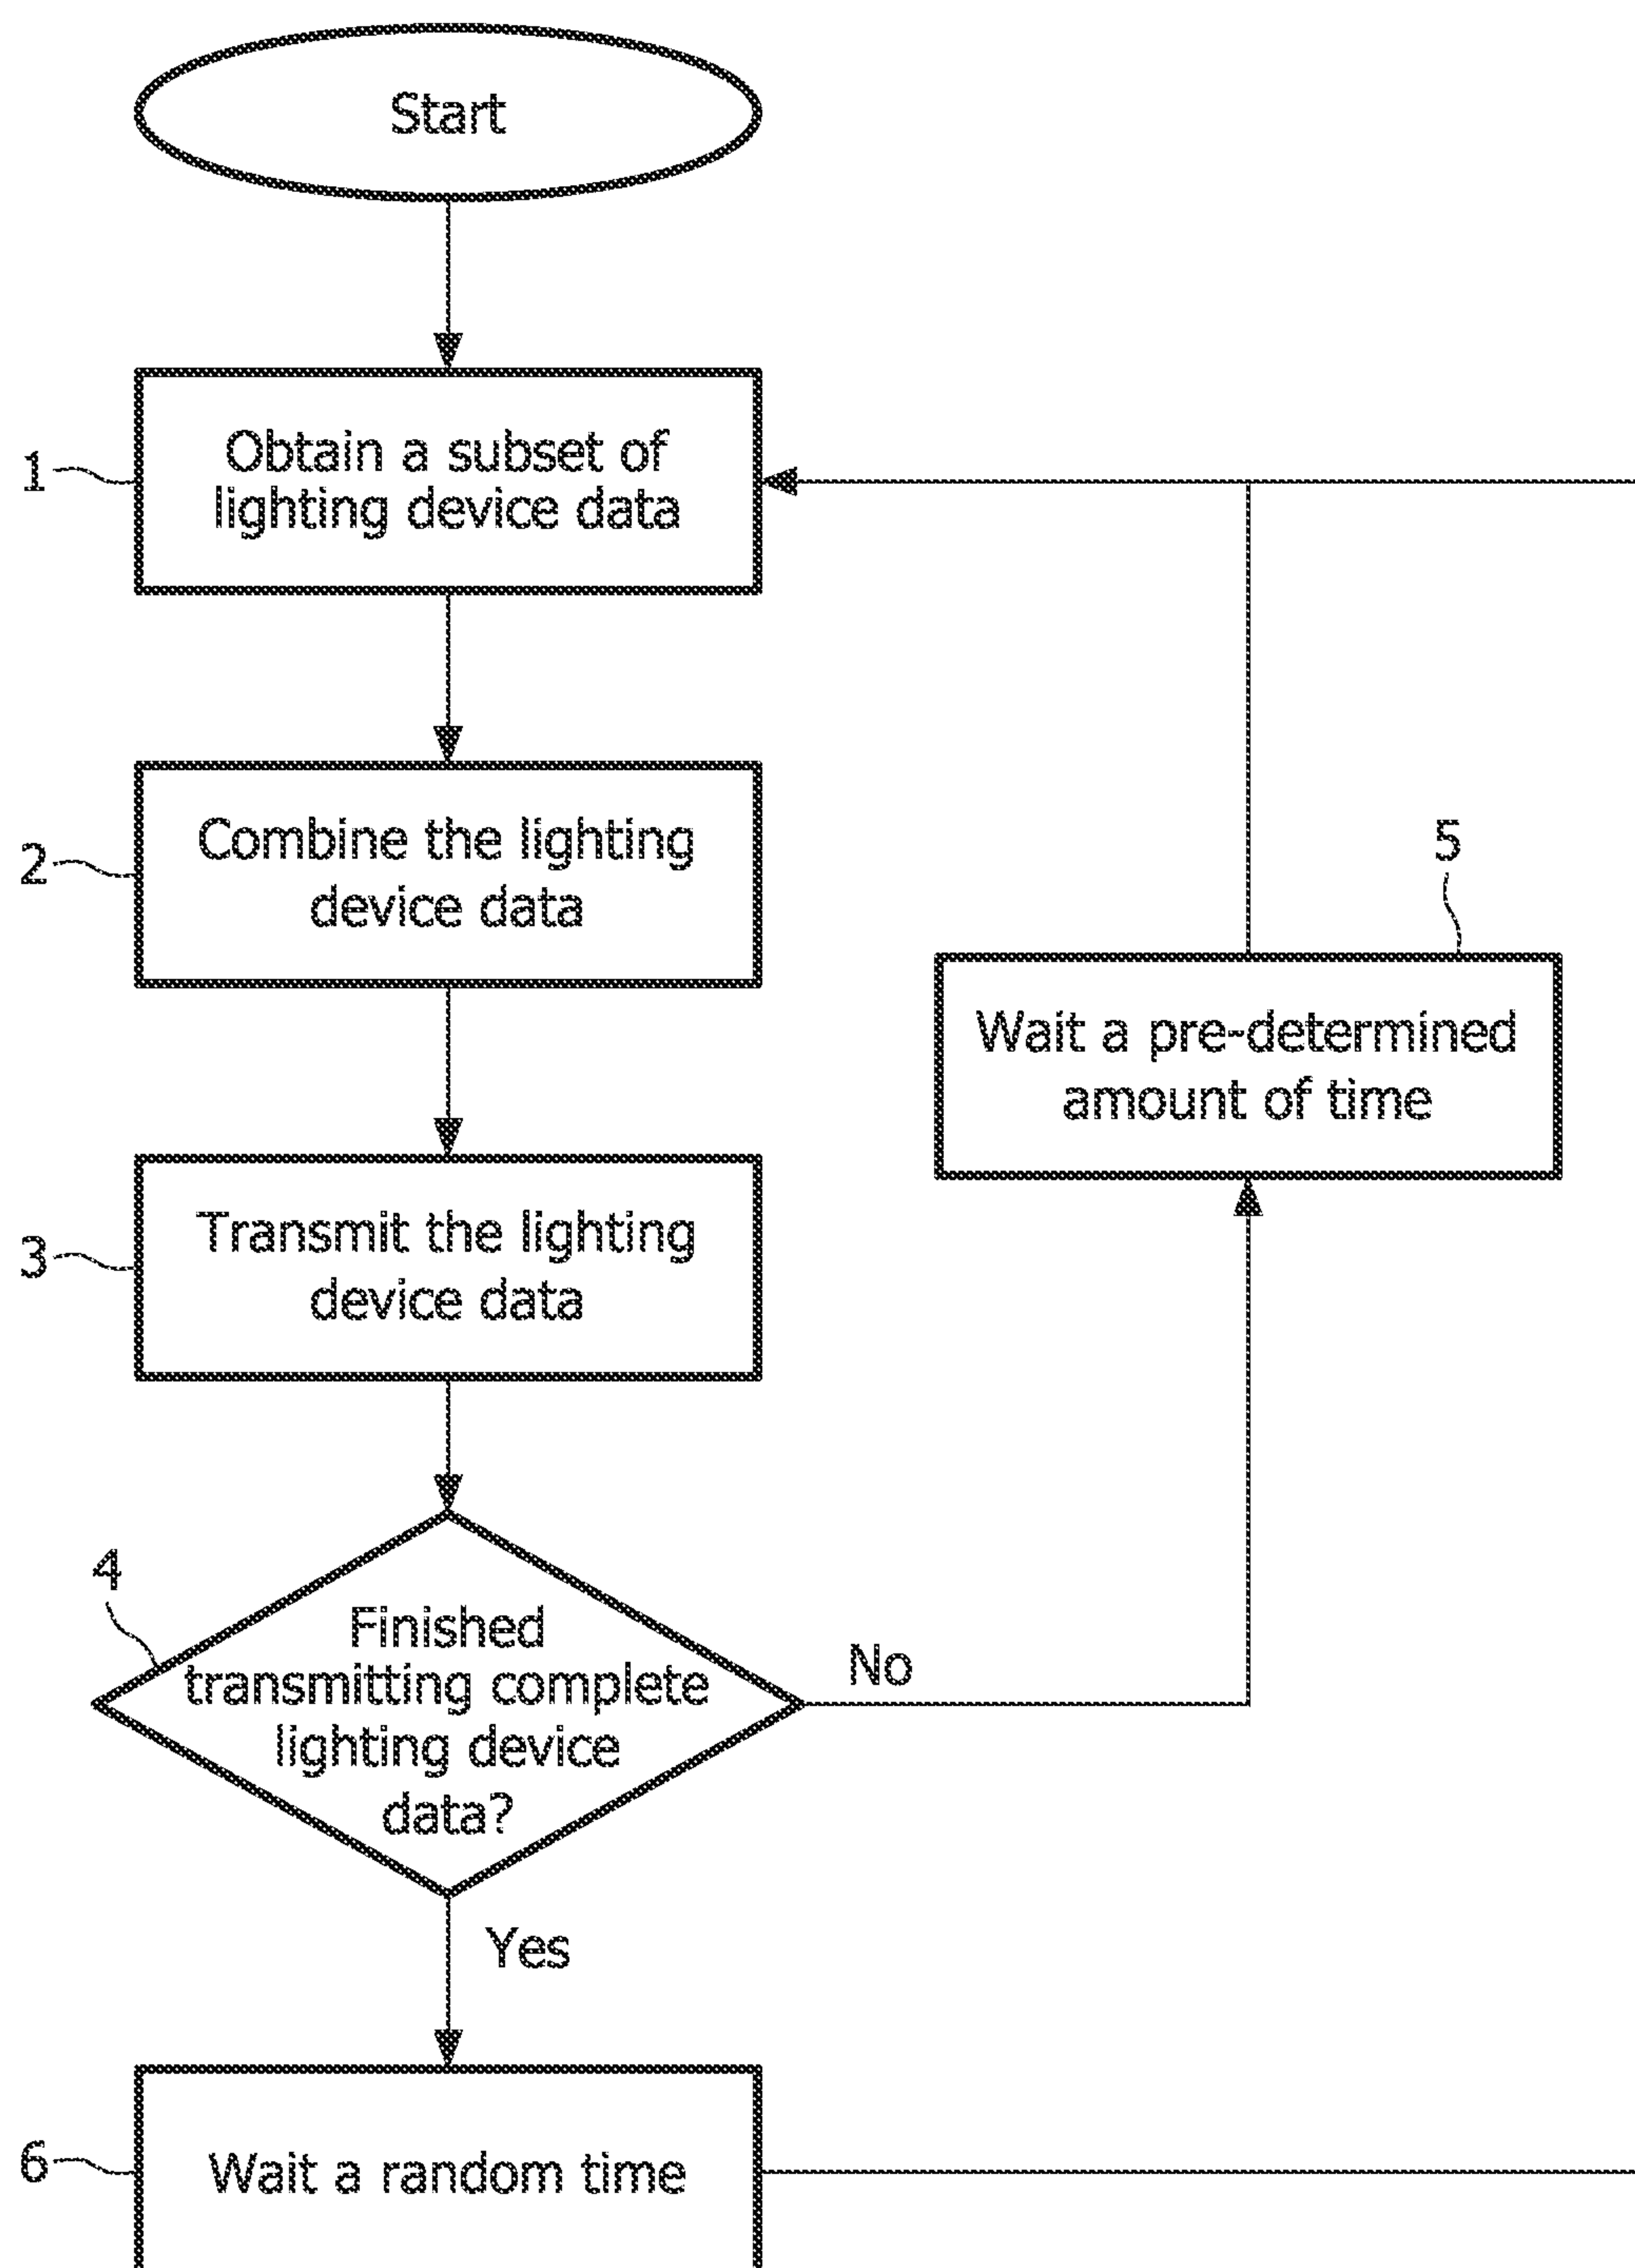 Start
1
Obtain a subset of
lighting device data
2
Combine the lighting
device data
5
Wait a pre-determined
amount of time
3
Transmit the lighting
device data
4
Finished
transmitting complete
lighting device
data?
No
Yes
6
Wait a random time